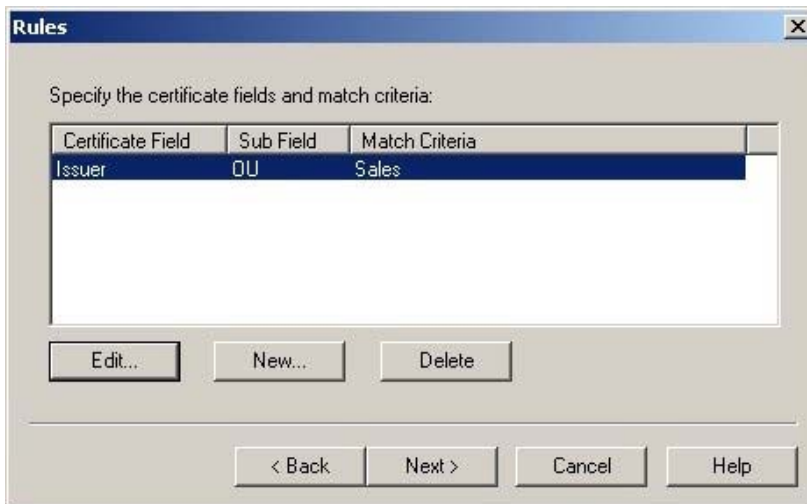 Rules
Specify the certificate fields and match criteria:
Certificate Field Sub Field Match Criteria
Issuer OU Sales
Edit... New... Delete
< Back Next > Cancel Help